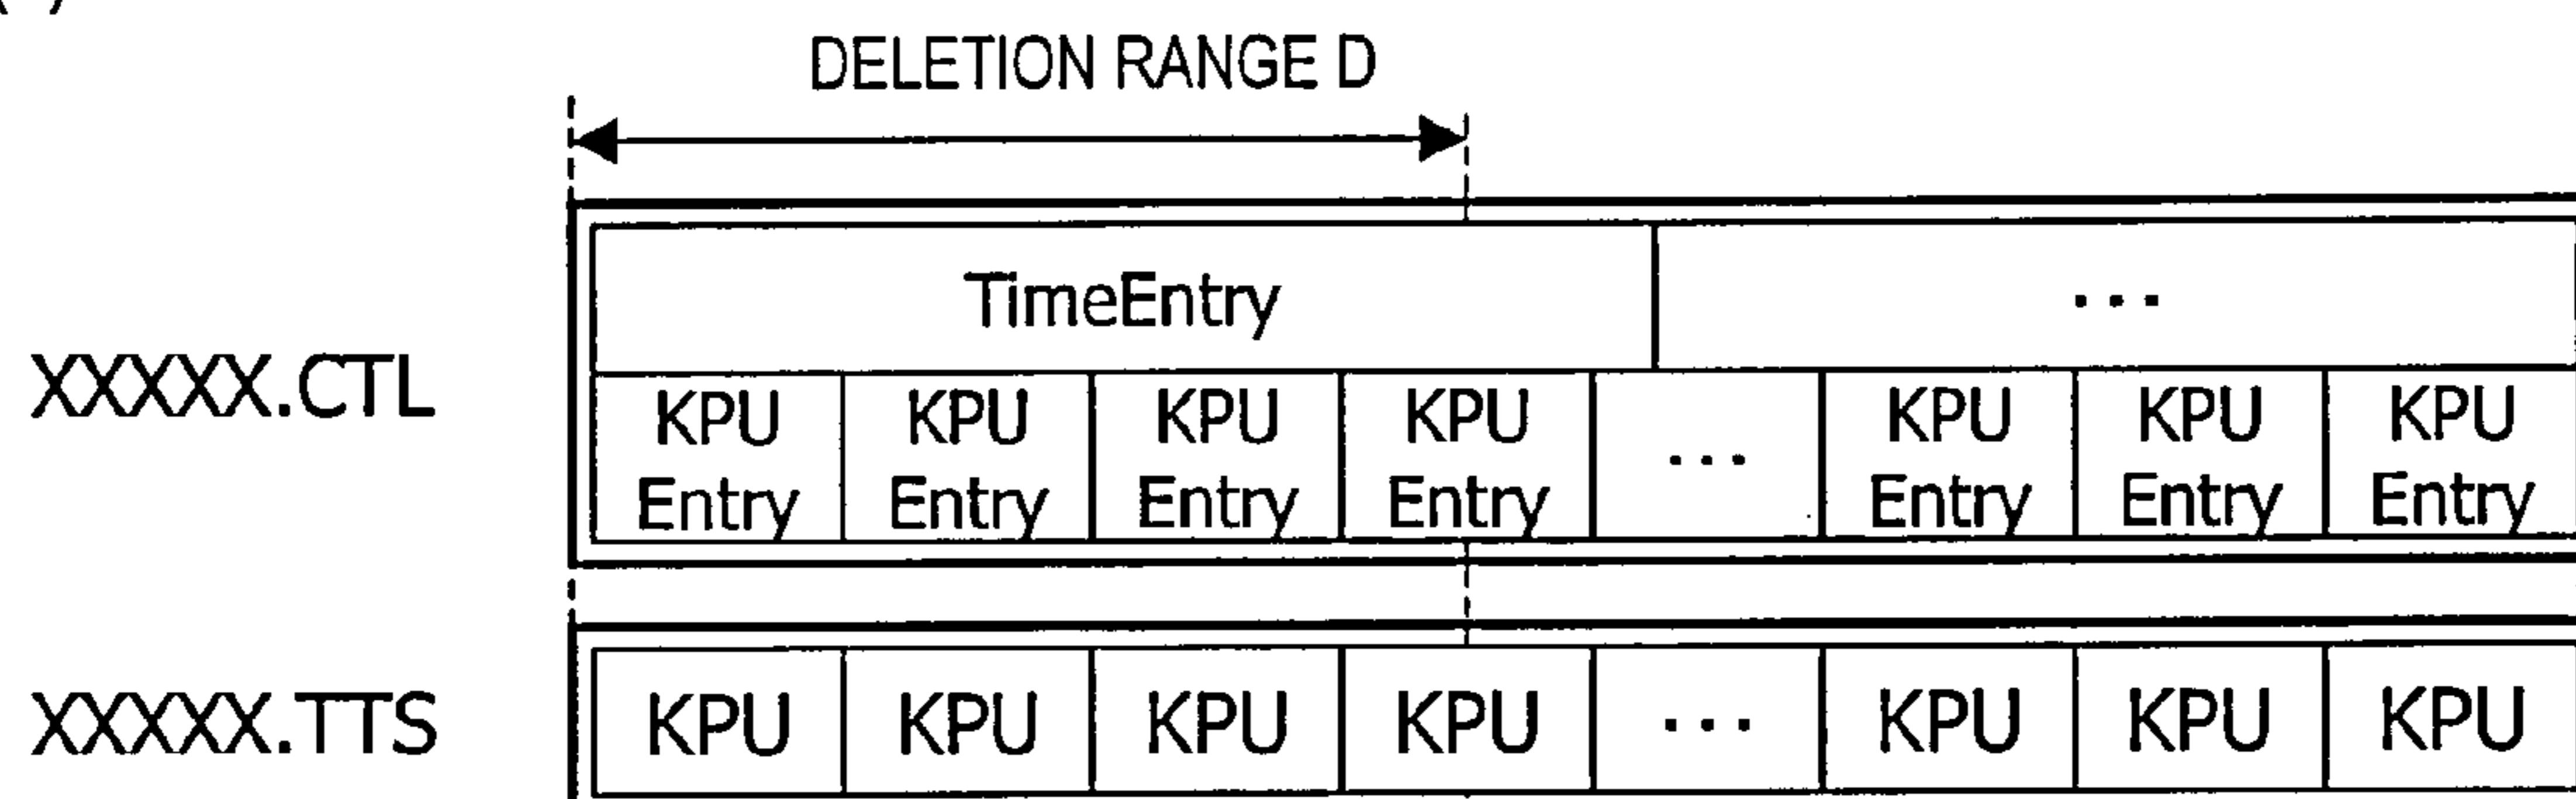 DELETION RANGE D
TimeEntry ...
XXXXX.CTL
KPU Entry KPU Entry KPU Entry KPU Entry ... KPU Entry KPU Entry KPU Entry
XXXXX.TTS KPU KPU KPU KPU ... KPU KPU KPU